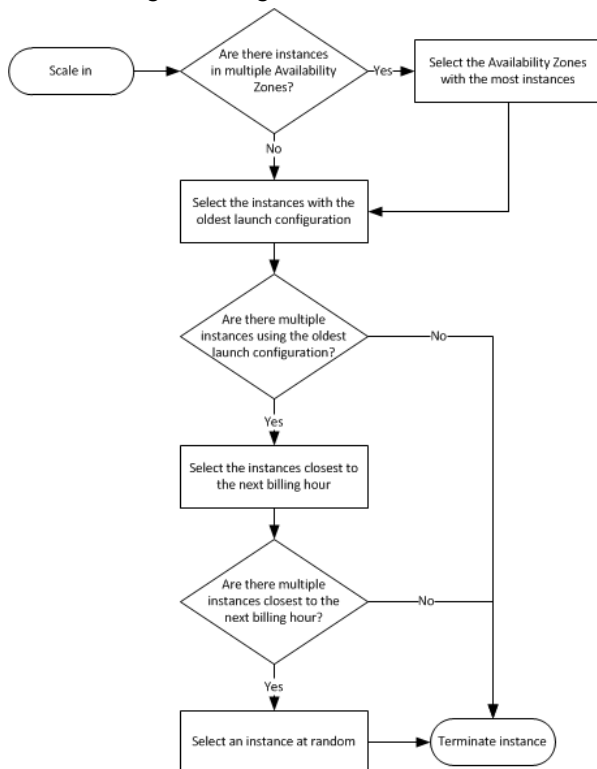 Scale in
Are there instances
in multiple Availability
Zones?
Yes
Select the Availability Zones
with the most instances
No
Select the instances with the
oldest launch configuration
Are there multiple
instances using the oldest
launch configuration?
No
Yes
Select the instances closest to
the next billing hour
Are there multiple
instances closest to the
next billing hour?
No
Yes
Select an instance at random
Terminate instance